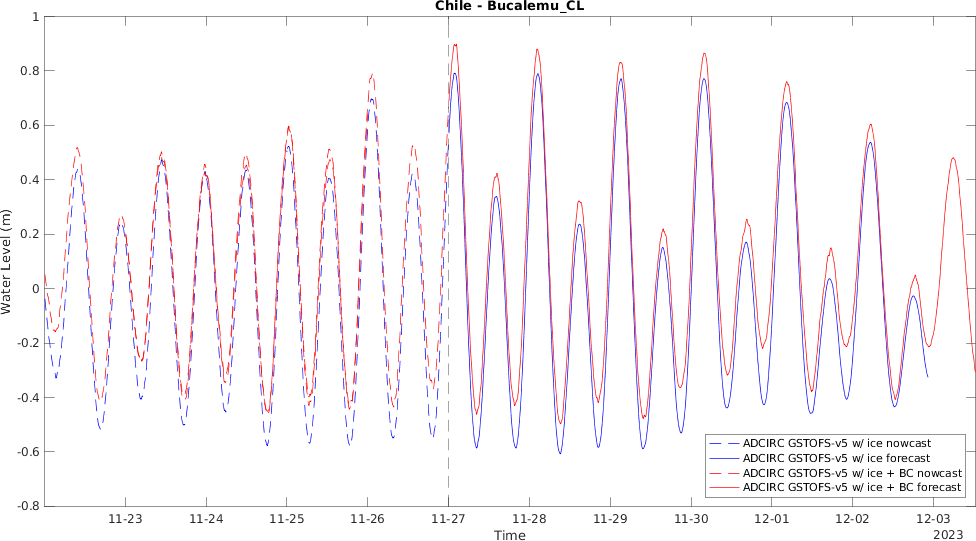 Chile - Bucalemu_CL
1
0.8
0.6
0.4
0.2
0
-0.2
-0.4
-0.6
-0.8
Water Level (m)
11-23 11-24 11-25 11-26 11-27 11-28 11-29 11-30 12-01 12-02 12-03
Time
2023
ADCIRC GSTOFS-v5 w/ ice nowcast
ADCIRC GSTOFS-v5 w/ ice forecast
ADCIRC GSTOFS-v5 w/ ice + BC nowcast
ADCIRC GSTOFS-v5 w/ ice + BC forecast